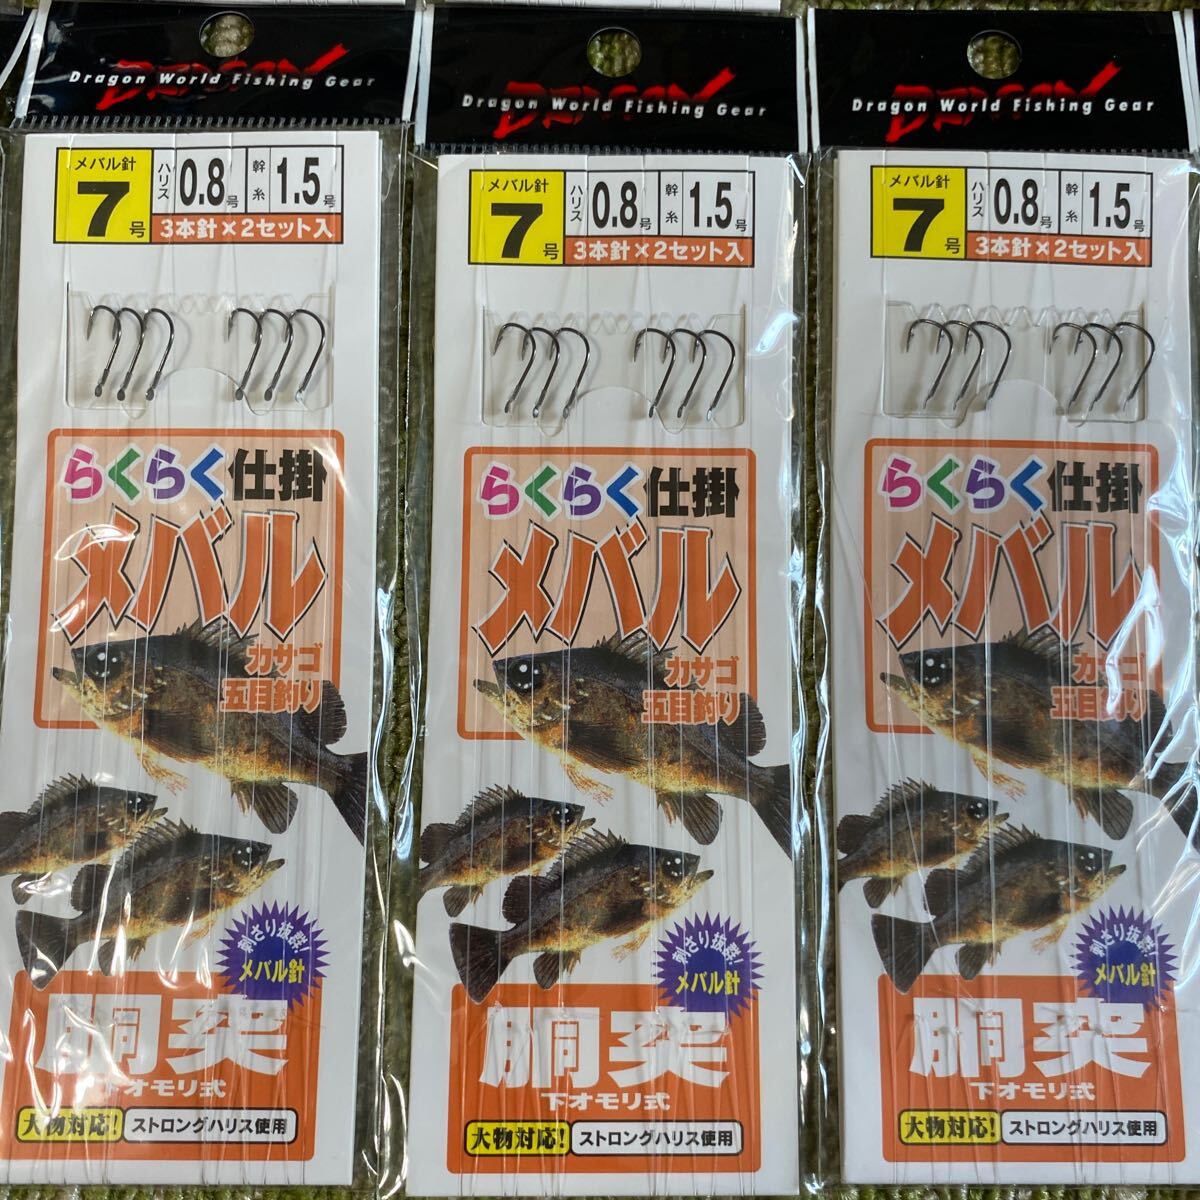 DRAGON
Dragon World Fishing Gear
メバル針
7号
ハリス 0.8号
幹糸 1.5号
3本針×2セット入
らくらく仕掛
メバル
カサゴ
五目釣り
刺さり抜群!
メバル針
胴突
下オモリ式
大物対応!
ストロングハリス使用
DRAGON
Dragon World Fishing Gear
メバル針
7号
ハリス 0.8号
幹糸 1.5号
3本針×2セット入
らくらく仕掛
メバル
カサゴ
五目釣り
刺さり抜群!
メバル針
胴突
下オモリ式
大物対応!
ストロングハリス使用
DRAGON
Dragon World Fishing Gear
メバル針
7号
ハリス 0.8号
幹糸 1.5号
3本針×2セット入
らくらく仕掛
メバル
カサゴ
五目釣り
刺さり抜群!
メバル針
胴突
下オモリ式
大物対応!
ストロングハリス使用